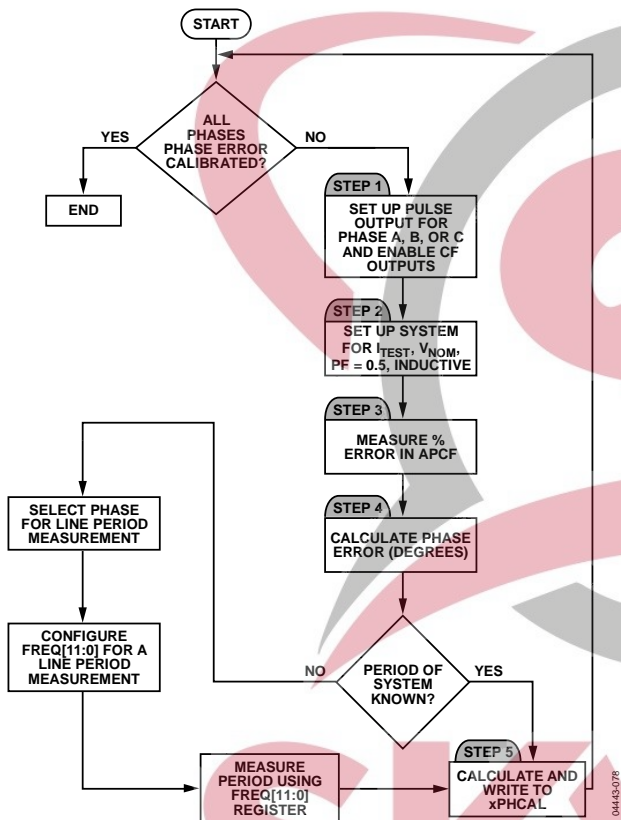 START
ALL
PHASES
PHASE ERROR
CALIBRATED?
YES
NO
END
STEP 1
SET UP PULSE
OUTPUT FOR
PHASE A, B, OR C
AND ENABLE CF
OUTPUTS
STEP 2
SET UP SYSTEM
FOR ITEST, VNOM,
PF = 0.5, INDUCTIVE
STEP 3
MEASURE %
ERROR IN APCF
STEP 4
CALCULATE PHASE
ERROR (DEGREES)
PERIOD OF
SYSTEM
KNOWN?
NO
YES
SELECT PHASE
FOR LINE PERIOD
MEASUREMENT
CONFIGURE
FREQ[11:0] FOR A
LINE PERIOD
MEASUREMENT
MEASURE
PERIOD USING
FREQ[11:0]
REGISTER
STEP 5
CALCULATE AND
WRITE TO
xPHCAL
04443-078